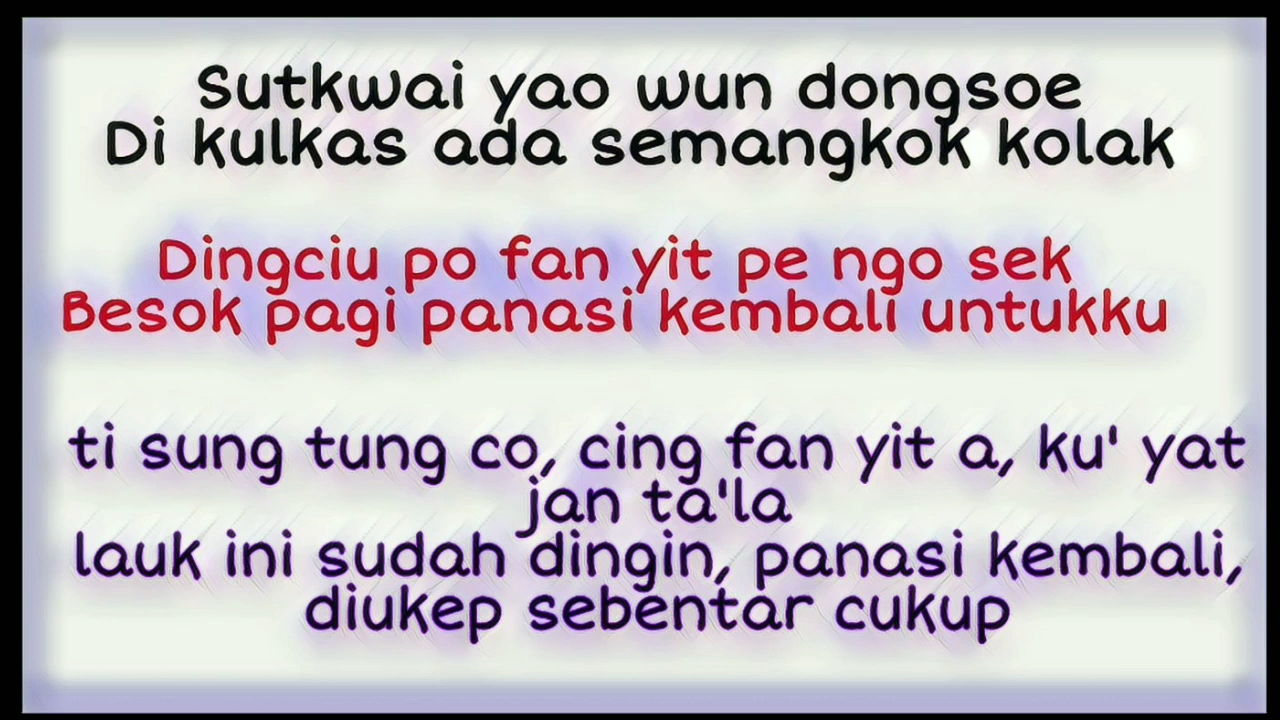 Sutkwai yao wun dongsoe
Di kulkas ada semangkok kolak
Dingciu po fan yit pe ngo sek
Besok pagi panasi kembali untukku
ti sung tung co, cing fan yit a, ku' yat
jan ta'la
lauk ini sudah dingin, panasi kembali,
diukep sebentar cukup